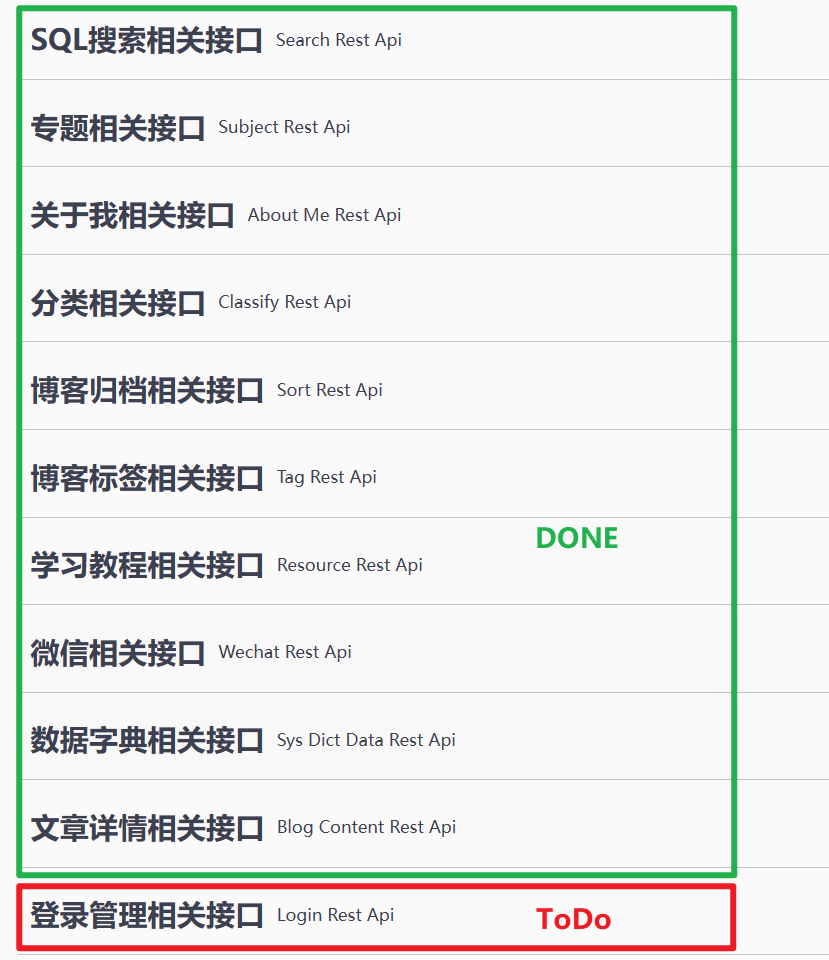 SQL搜索相关接口 Search Rest Api
专题相关接口 Subject Rest Api
关于我相关接口 About Me Rest Api
分类相关接口 Classify Rest Api
博客归档相关接口 Sort Rest Api
博客标签相关接口 Tag Rest Api
DONE
学习教程相关接口 Resource Rest Api
微信相关接口 Wechat Rest Api
数据字典相关接口 Sys Dict Data Rest Api
文章详情相关接口 Blog Content Rest Api
登录管理相关接口 Login Rest Api ToDo